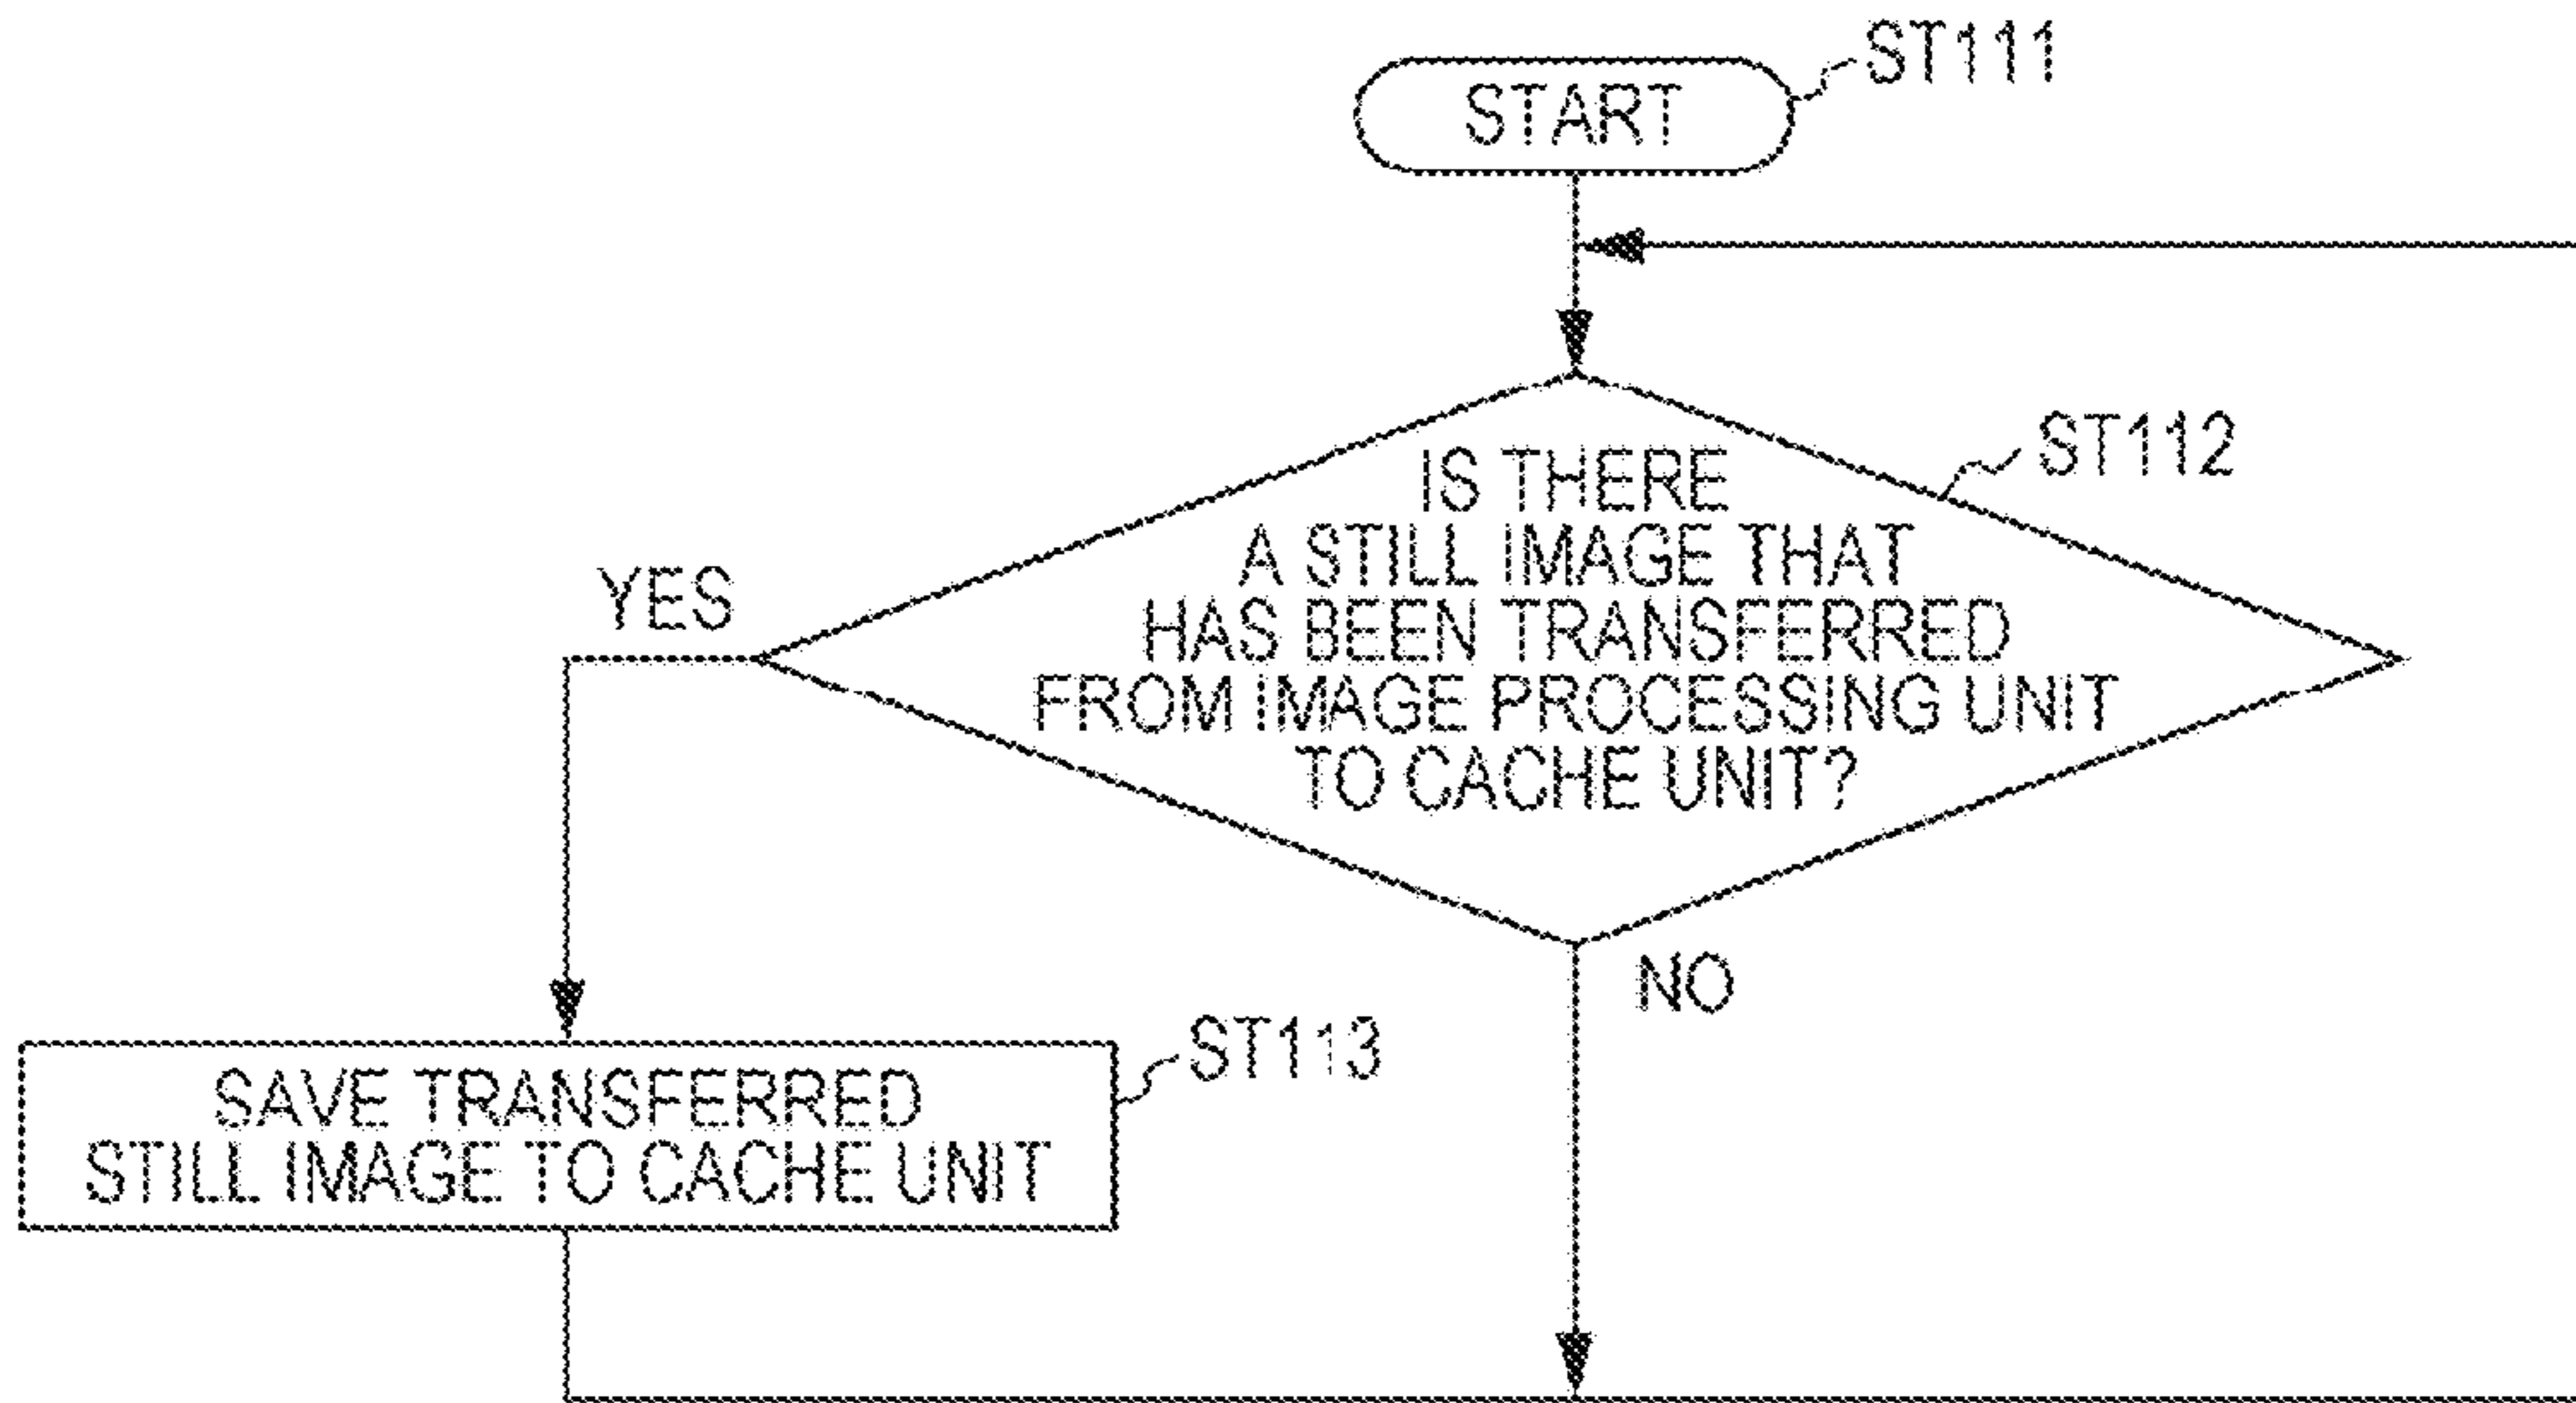 START
ST111
IS THERE
A STILL IMAGE THAT
HAS BEEN TRANSFERRED
FROM IMAGE PROCESSING UNIT
TO CACHE UNIT?
ST112
YES
NO
SAVE TRANSFERRED
STILL IMAGE TO CACHE UNIT
ST113